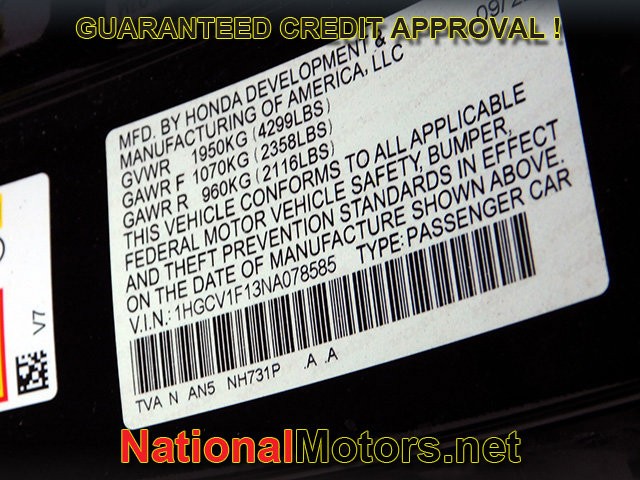 GUARANTEED CREDIT APPROVAL !
MFD. BY HONDA DEVELOPMENT &
MANUFACTURING OF AMERICA, LLC
GVWR 1950KG (4299LBS)
GAWR F 1070KG (2358LBS)
GAWR R 960KG (2116LBS)
THIS VEHICLE CONFORMS TO ALL APPLICABLE
FEDERAL MOTOR VEHICLE SAFETY, BUMPER,
AND THEFT PREVENTION STANDARDS IN EFFECT
ON THE DATE OF MANUFACTURE SHOWN ABOVE.
V.I.N.: 1HGCV1F13NA078585 TYPE: PASSENGER CAR
TVA N AN5 NH731P .A .A
V7
NationalMotors.net